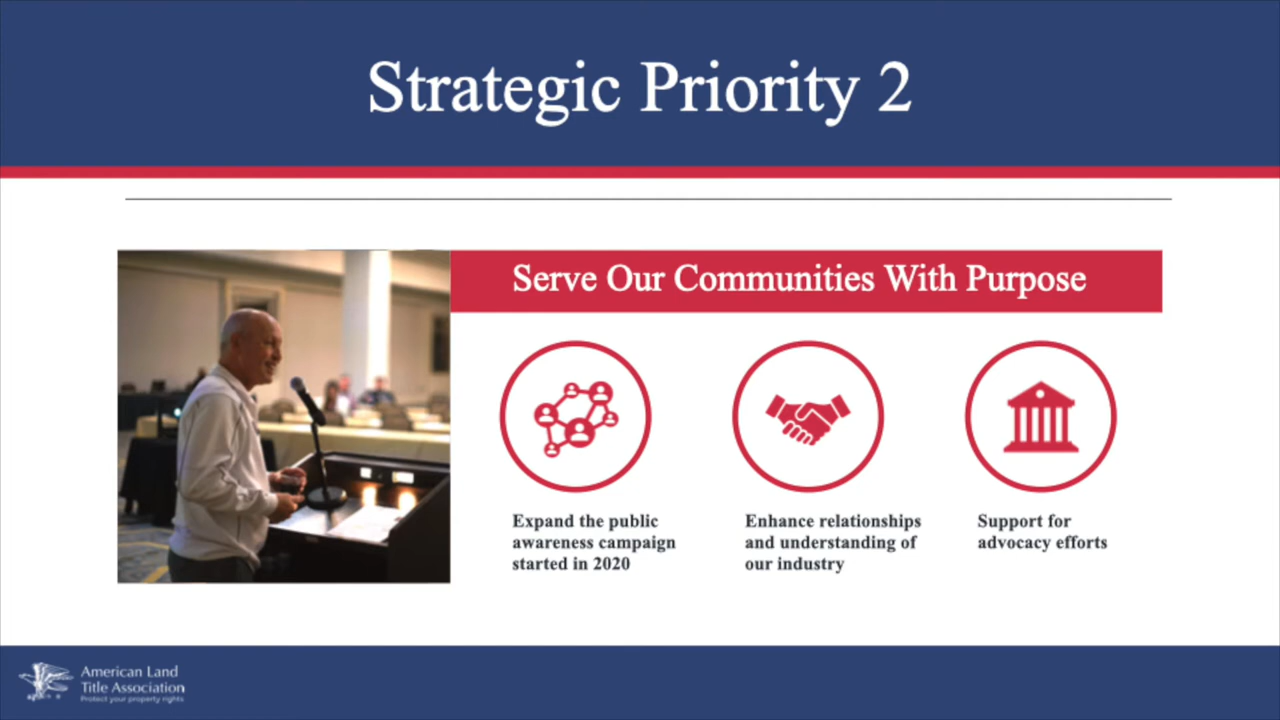 Strategic Priority 2
Serve Our Communities With Purpose
Expand the public
awareness campaign
started in 2020
Enhance relationships
and understanding of
our industry
Support for
advocacy efforts
American Land
Title Association
Protect your property rights